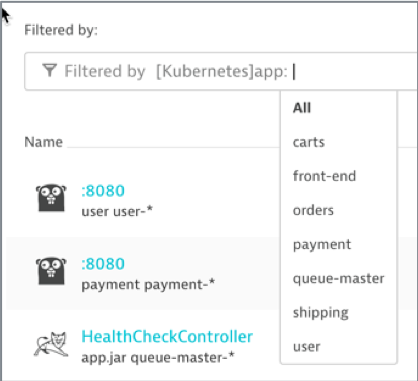 Filtered by:
Filtered by [Kubernetes]app:
All
carts
front-end
orders
payment
queue-master
shipping
user
Name
:8080
user user-*
:8080
payment payment-*
HealthCheckController
app.jar queue-master-*